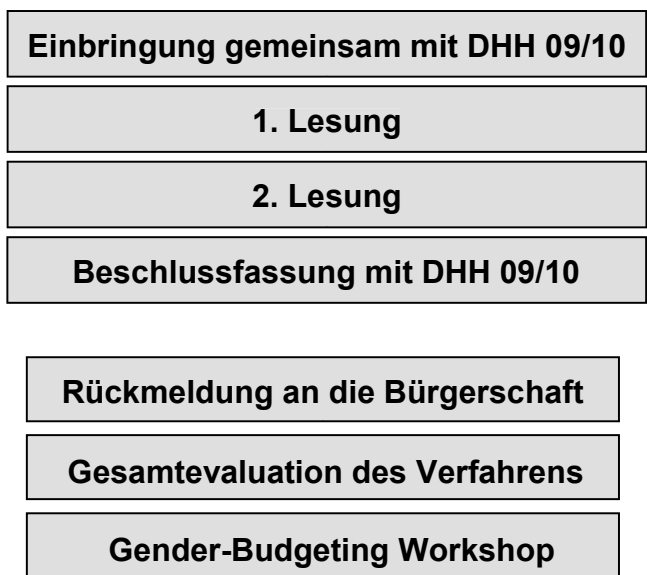 Einbringung gemeinsam mit DHH 09/10
1. Lesung
2. Lesung
Beschlussfassung mit DHH 09/10
Rückmeldung an die Bürgerschaft
Gesamtevaluation des Verfahrens
Gender-Budgeting Workshop